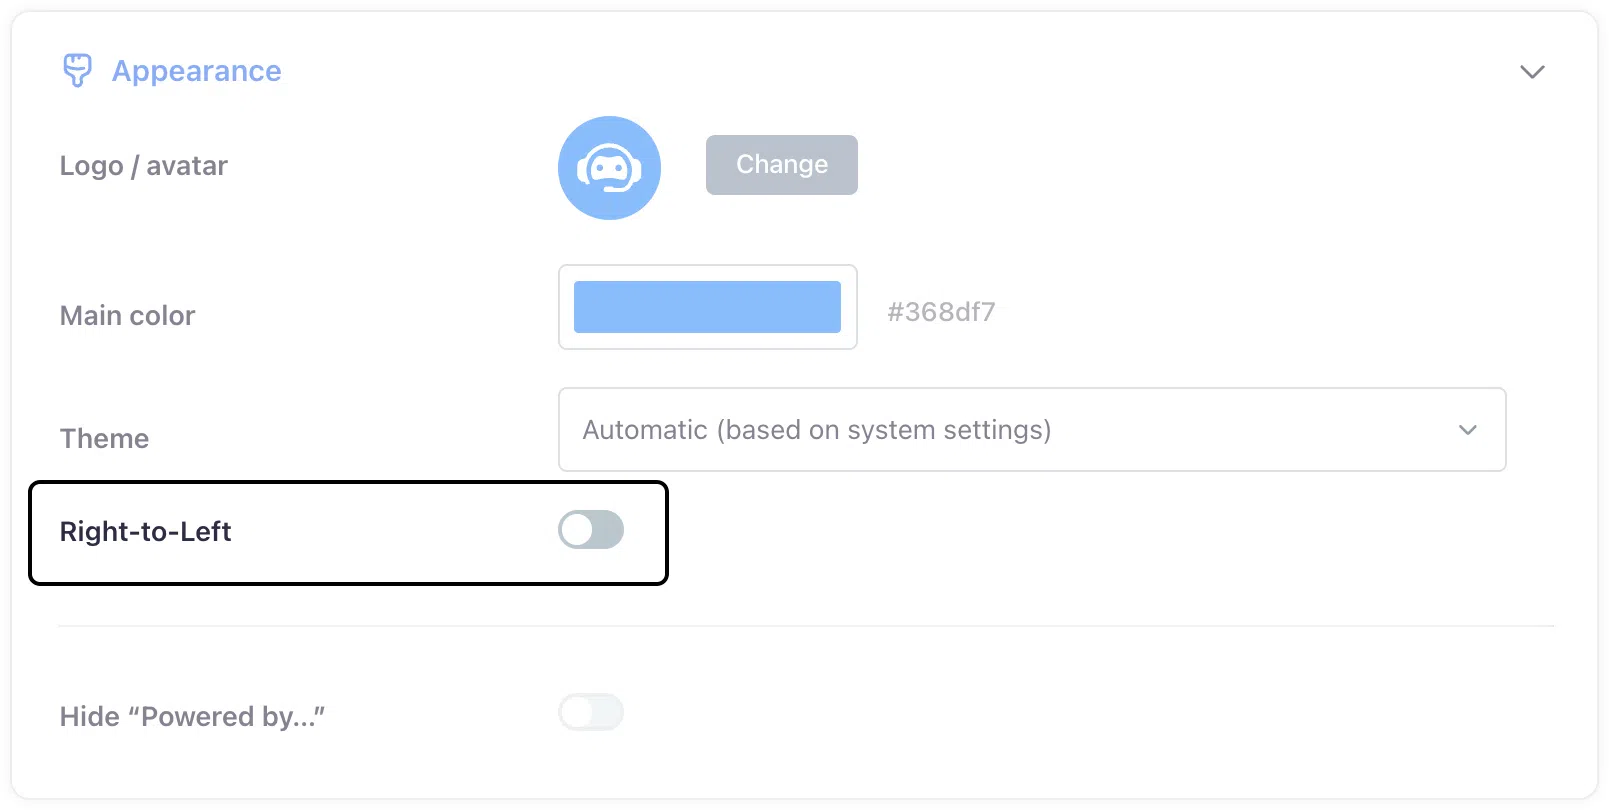 Appearance
Logo / avatar
Change
Main color
#368df7
Theme
Automatic (based on system settings)
Right-to-Left
Hide “Powered by...”